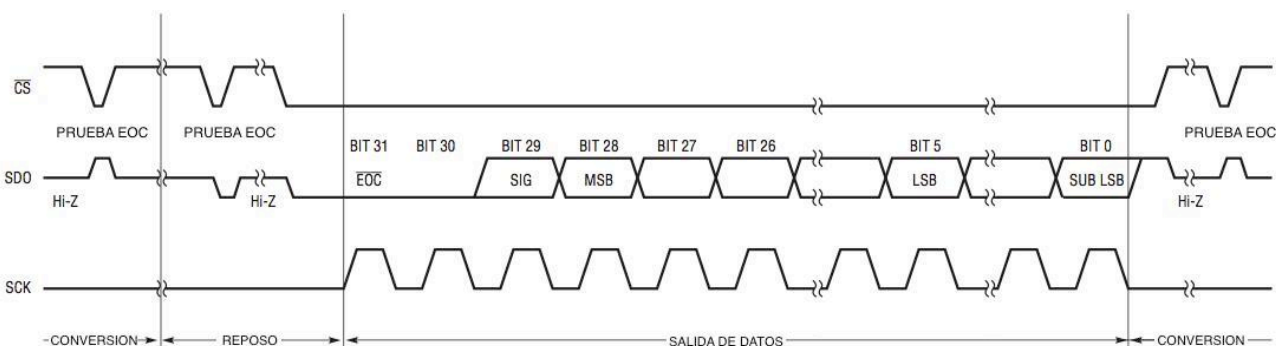 CS
PRUEBA EOC PRUEBA EOC PRUEBA EOC
BIT 31 BIT 30 BIT 29 BIT 28 BIT 27 BIT 26 BIT 5 BIT 0
SDO EOC SIG MSB LSB SUB LSB
Hi-Z Hi-Z Hi-Z
SCK
CONVERSION REPOSO SALIDA DE DATOS CONVERSION